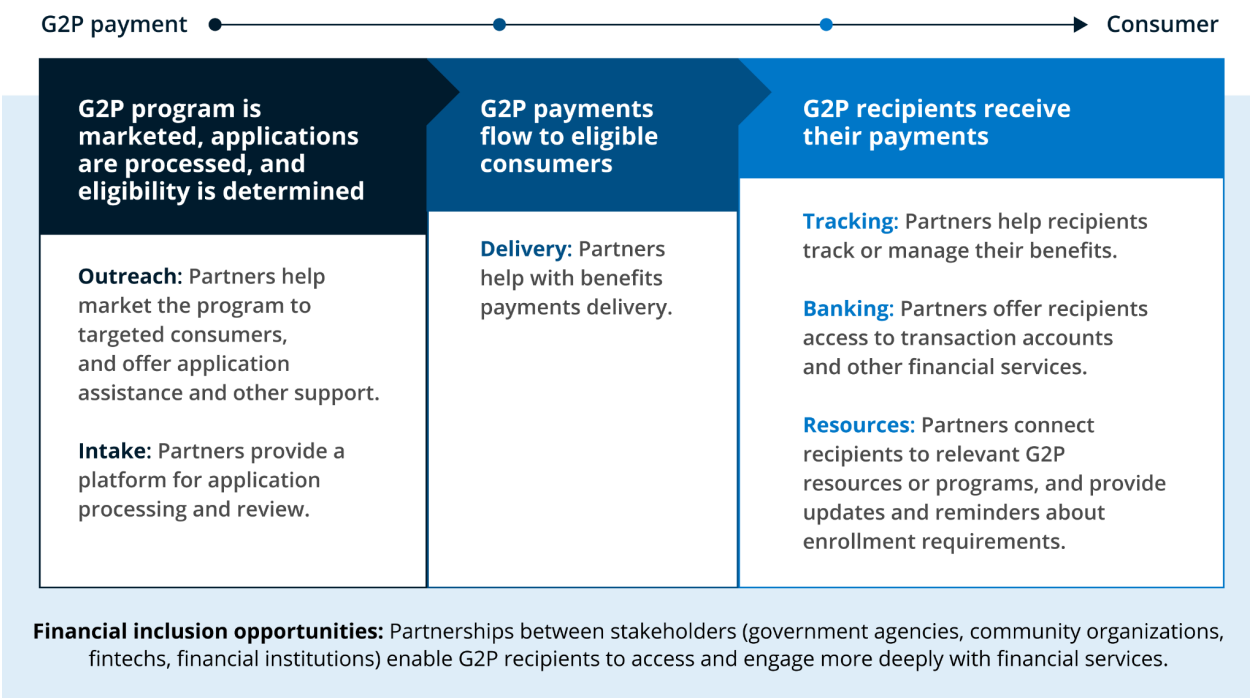 G2P payment
Consumer
G2P program is
marketed, applications
are processed, and
eligibility is determined
Outreach: Partners help
market the program to
targeted consumers,
and offer application
assistance and other support.
Intake: Partners provide a
platform for application
processing and review.
G2P payments
flow to eligible
consumers
Delivery: Partners
help with benefits
payments delivery.
G2P recipients receive
their payments
Tracking: Partners help recipients
track or manage their benefits.
Banking: Partners offer recipients
access to transaction accounts
and other financial services.
Resources: Partners connect
recipients to relevant G2P
resources or programs, and provide
updates and reminders about
enrollment requirements.
Financial inclusion opportunities: Partnerships between stakeholders (government agencies, community organizations,
fintechs, financial institutions) enable G2P recipients to access and engage more deeply with financial services.